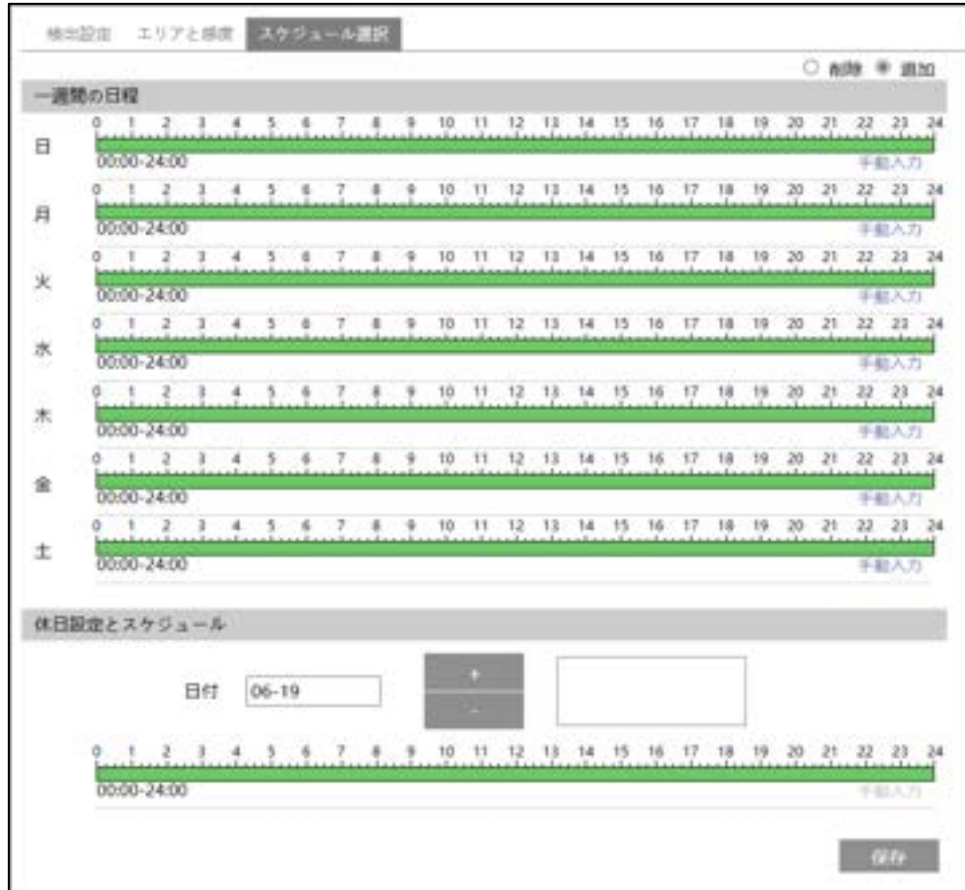 検出設定 エリアと感度 スケジュール選択
削除 追加
一週間の日程
0 1 2 3 4 5 6 7 8 9 10 11 12 13 14 15 16 17 18 19 20 21 22 23 24
日
00:00-24:00 手動入力
0 1 2 3 4 5 6 7 8 9 10 11 12 13 14 15 16 17 18 19 20 21 22 23 24
月
00:00-24:00 手動入力
0 1 2 3 4 5 6 7 8 9 10 11 12 13 14 15 16 17 18 19 20 21 22 23 24
火
00:00-24:00 手動入力
0 1 2 3 4 5 6 7 8 9 10 11 12 13 14 15 16 17 18 19 20 21 22 23 24
水
00:00-24:00 手動入力
0 1 2 3 4 5 6 7 8 9 10 11 12 13 14 15 16 17 18 19 20 21 22 23 24
木
00:00-24:00 手動入力
0 1 2 3 4 5 6 7 8 9 10 11 12 13 14 15 16 17 18 19 20 21 22 23 24
金
00:00-24:00 手動入力
0 1 2 3 4 5 6 7 8 9 10 11 12 13 14 15 16 17 18 19 20 21 22 23 24
土
00:00-24:00 手動入力
休日設定とスケジュール
+
日付 06-19
-
0 1 2 3 4 5 6 7 8 9 10 11 12 13 14 15 16 17 18 19 20 21 22 23 24
00:00-24:00 手動入力
保存